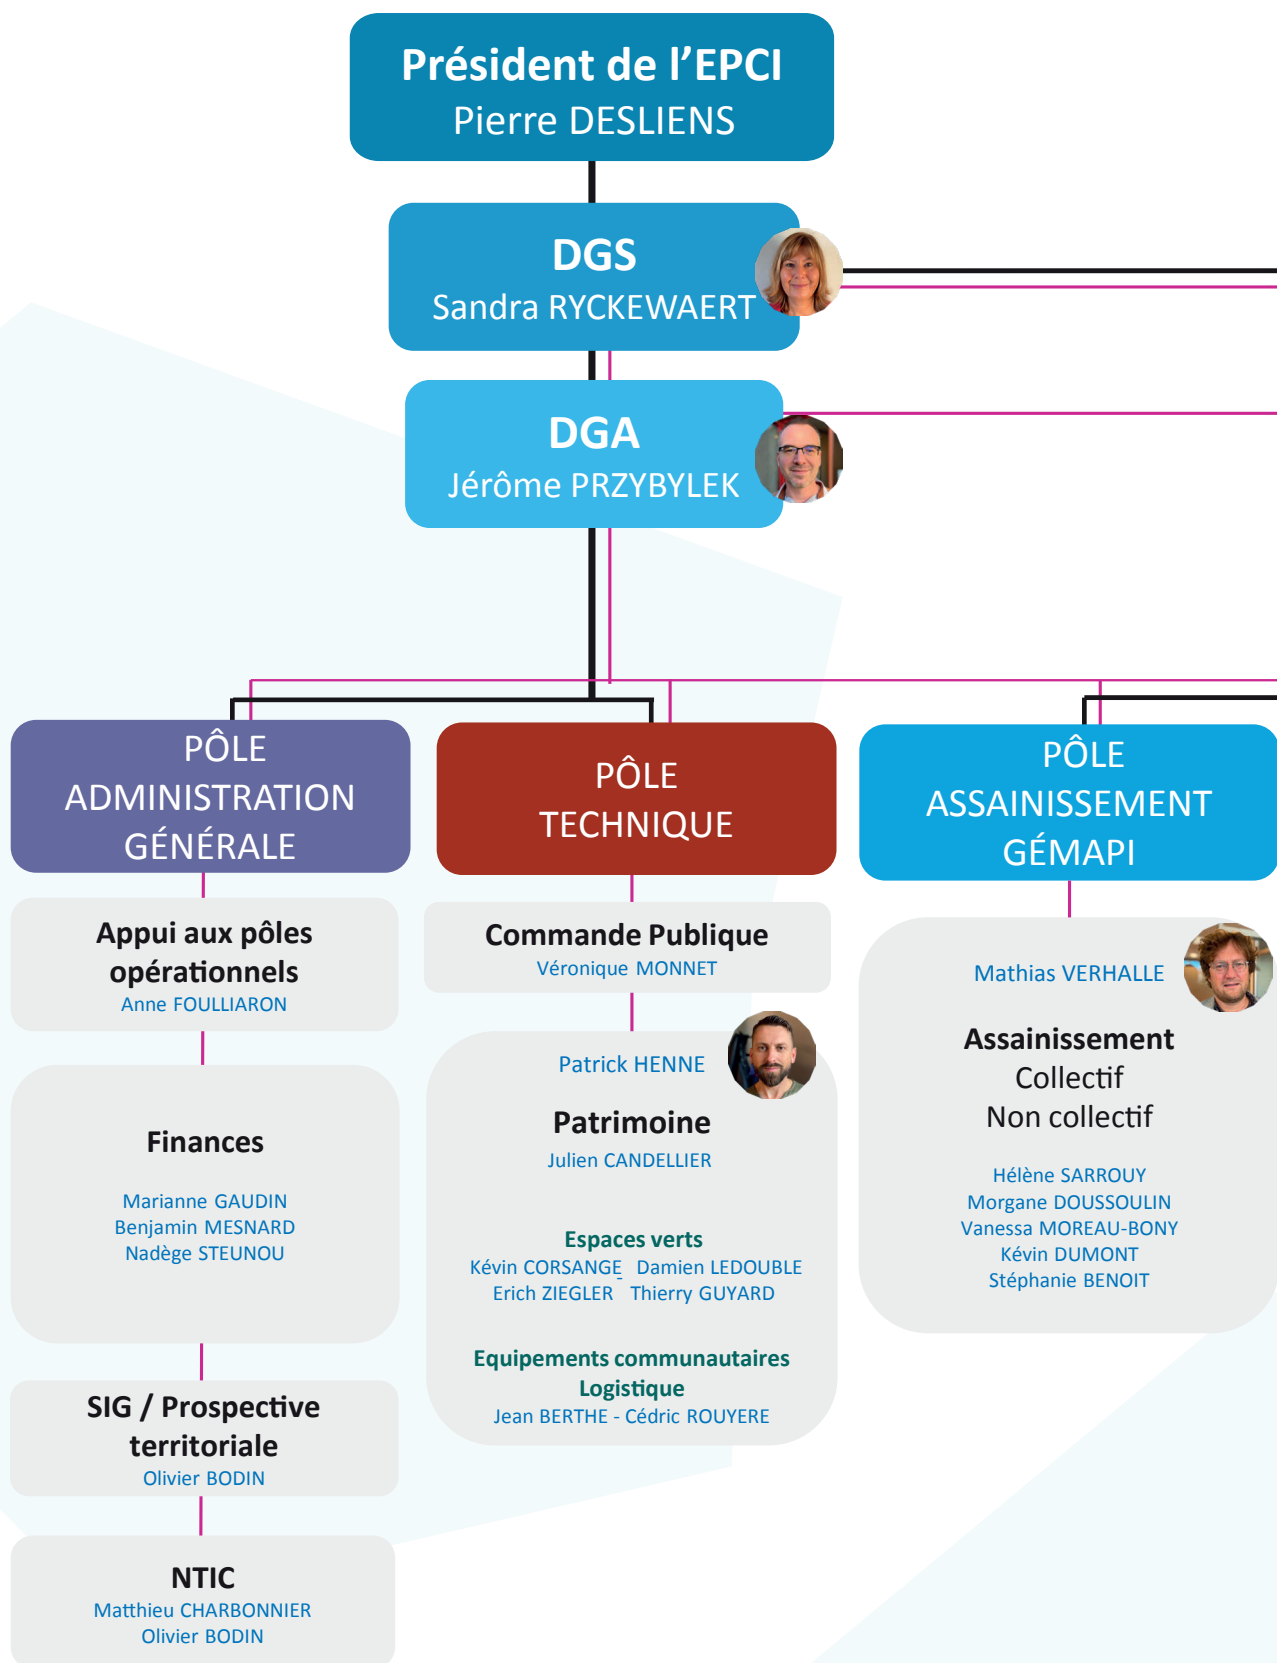 Président de l'EPCI
Pierre DESLIENS
DGS
Sandra RYCKEWAERT
DGA
Jérôme PRZYBYLEK
PÔLE
ADMINISTRATION
GÉNÉRALE
Appui aux pôles
opérationnels
Anne FOULLIARON
Finances
Marianne GAUDIN
Benjamin MESNARD
Nadège STEUNOU
SIG / Prospective
territoriale
Olivier BODIN
NTIC
Matthieu CHARBONNIER
Olivier BODIN
PÔLE
TECHNIQUE
Commande Publique
Véronique MONNET
Patrick HENNE
Patrimoine
Julien CANDELLIER
Espaces verts
Kévin CORSANGE - Damien LEDOUBLE
Erich ZIEGLER - Thierry GUYARD
Equipements communautaires
Logistique
Jean BERTHE - Cédric ROUYERE
PÔLE
ASSAINISSEMENT
GÉMAPI
Mathias VERHALLE
Assainissement
Collectif
Non collectif
Hélène SARROUY
Morgane DOUSSOULIN
Vanessa MOREAU-BONY
Kévin DUMONT
Stéphanie BENOIT